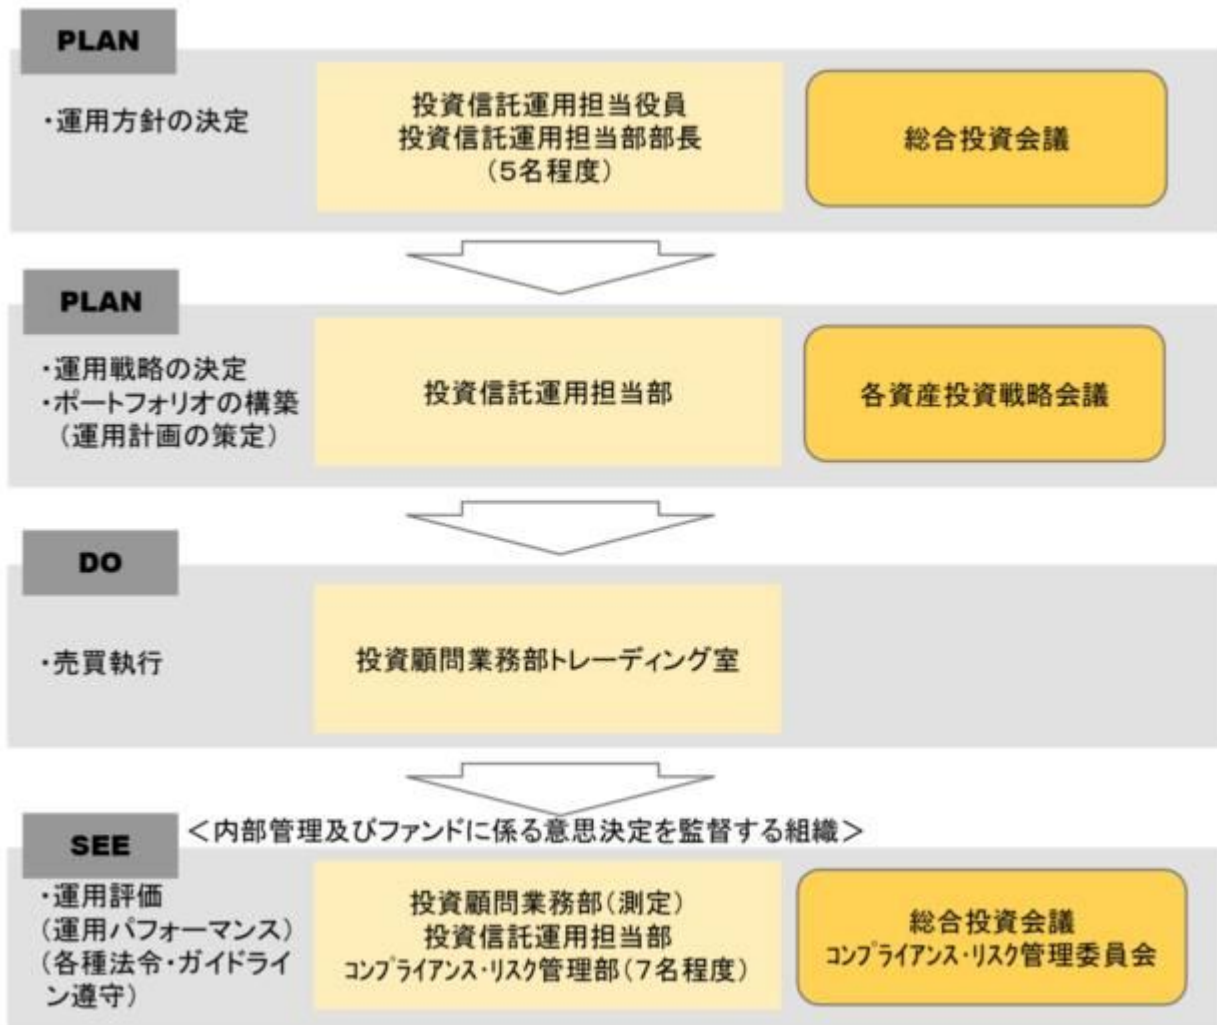 PLAN
・運用方針の決定
投資信託運用担当役員
投資信託運用担当部部長
(5名程度)
総合投資会議
PLAN
・運用戦略の決定
・ポートフォリオの構築
(運用計画の策定)
投資信託運用担当部
各資産投資戦略会議
DO
・売買執行
投資顧問業務部トレーディング室
<内部管理及びファンドに係る意思決定を監督する組織>
SEE
・運用評価
(運用パフォーマンス)
(各種法令・ガイドライ
ン遵守)
投資顧問業務部(測定)
投資信託運用担当部
コンプライアンス・リスク管理部(7名程度)
総合投資会議
コンプライアンス・リスク管理委員会